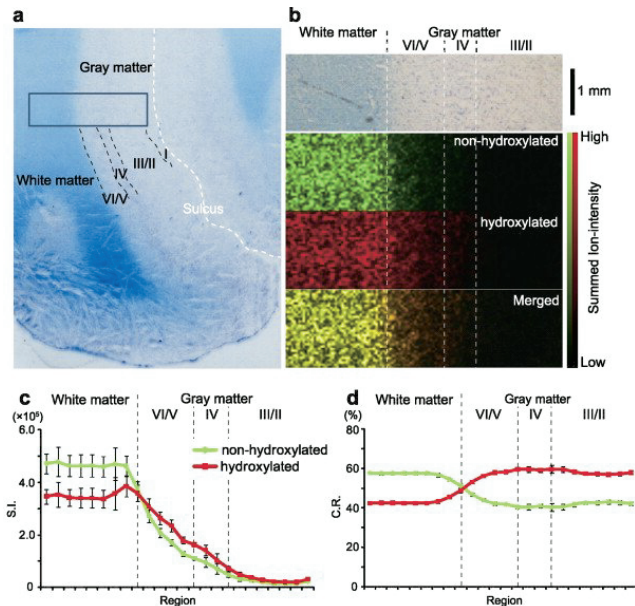 a
Gray matter
I
III/II
IV
VI/V
White matter
Sulcus
b
White matter
Gray matter
VI/V
IV
III/II
1 mm
non-hydroxylated
hydroxylated
Merged
High
Summed Ion-intensity
Low
c
(×10⁶)
White matter
Gray matter
VI/V
IV
III/II
6.0
4.0
2.0
0
S.I.
non-hydroxylated
hydroxylated
Region
d
(%)
White matter
Gray matter
VI/V
IV
III/II
80
60
40
20
0
C.R.
Region